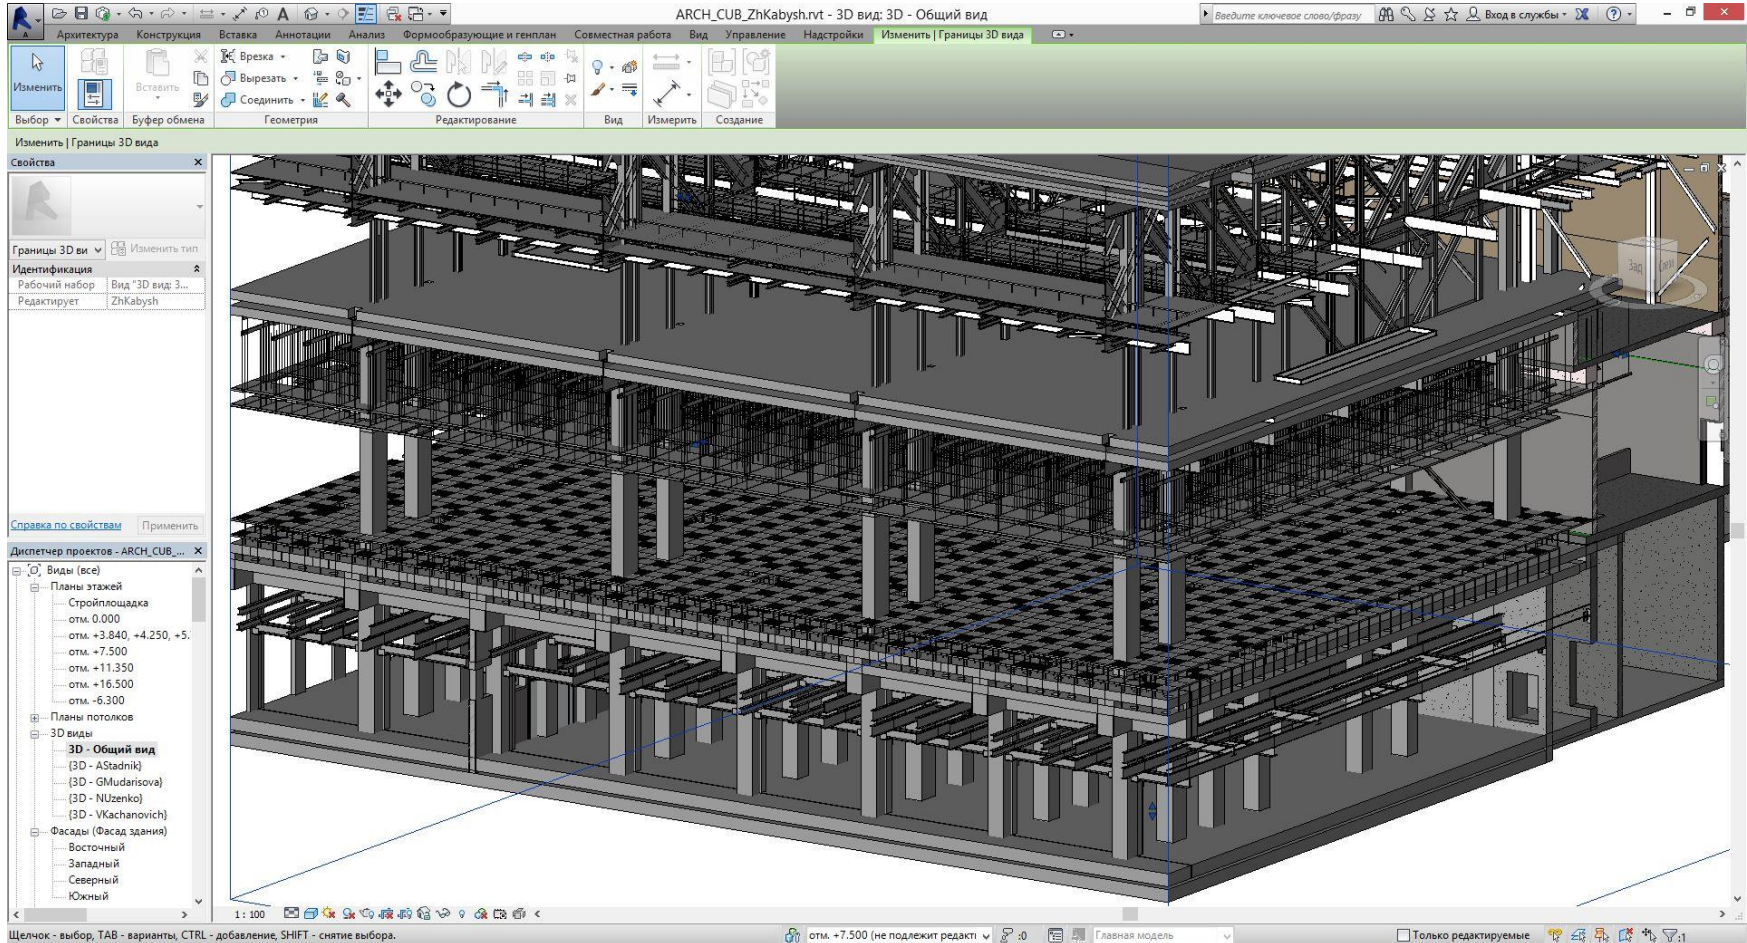 ARCH_CUB_ZhKabysh.rvt - 3D вид: 3D - Общий вид
Введите ключевое слово/фразу
Вход в службы
Архитектура Конструкция Вставка Аннотации Анализ Формообразующие и генплан Совместная работа Вид Управление Надстройки Изменить | Границы 3D вида
Врезка
Изменить Вставить Вырезать
Соединить
Выбор Свойства Буфер обмена Геометрия Редактирование Вид Измерить Создание
Изменить | Границы 3D вида
Свойства
Границы 3D ви Изменить тип
Идентификация
Рабочий набор Вид "3D вид: 3...
Редактирует ZhKabysh
Справка по свойствам Применить
Диспетчер проектов - ARCH_CUB_...
Виды (все)
Планы этажей
Стройплощадка
отм. 0.000
отм. +3.840, +4.250, +5.
отм. +7.500
отм. +11.350
отм. +16.500
отм. -6.300
Планы потолков
3D виды
3D - Общий вид
{3D - AStadnik}
{3D - GMudarisova}
{3D - NUzenko}
{3D - VKachanovich}
Фасады (Фасад здания)
Восточный
Западный
Северный
Южный
Зад Слева
1 : 100
Щелчок - выбор, TAB - варианты, CTRL - добавление, SHIFT - снятие выбора.
отм. +7.500 (не подлежит редакти :0 Главная модель Только редактируемые :1